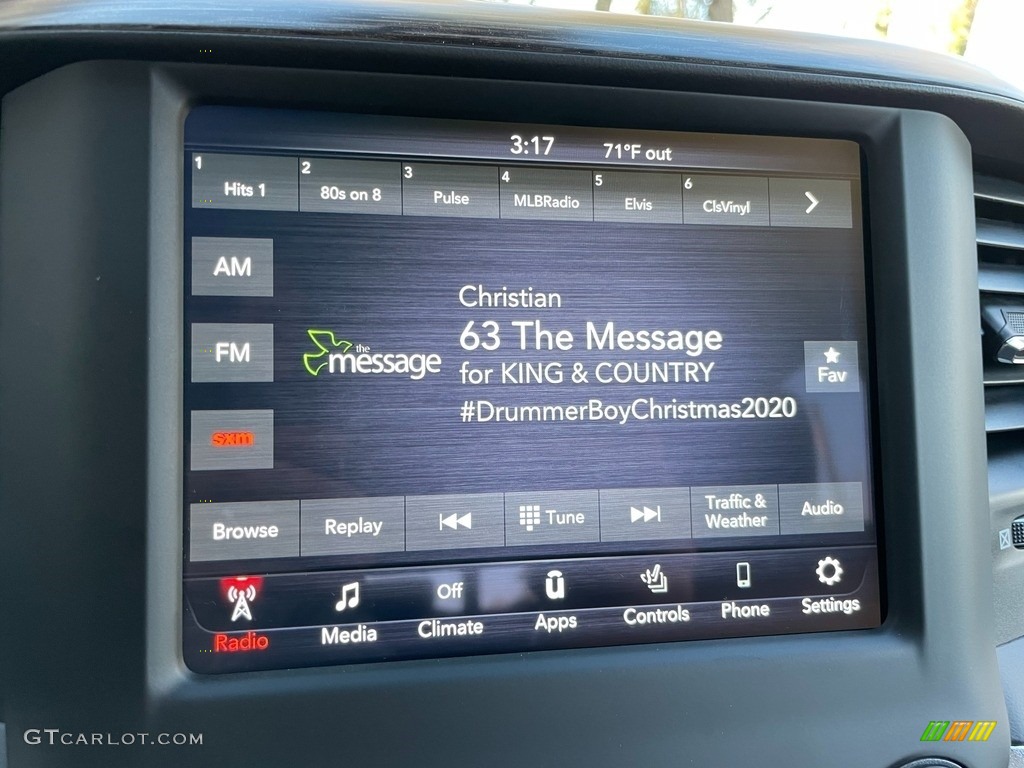 3:17 71°F out
1 Hits 1 2 80s on 8 3 Pulse 4 MLBRadio 5 Elvis 6 ClsVinyl
AM
FM
sxm
the
message
Christian
63 The Message
for KING & COUNTRY
#DrummerBoyChristmas2020
Fav
Browse Replay Tune Traffic & Weather Audio
Radio Media Off Climate Apps Controls Phone Settings
GTCARLOT.COM